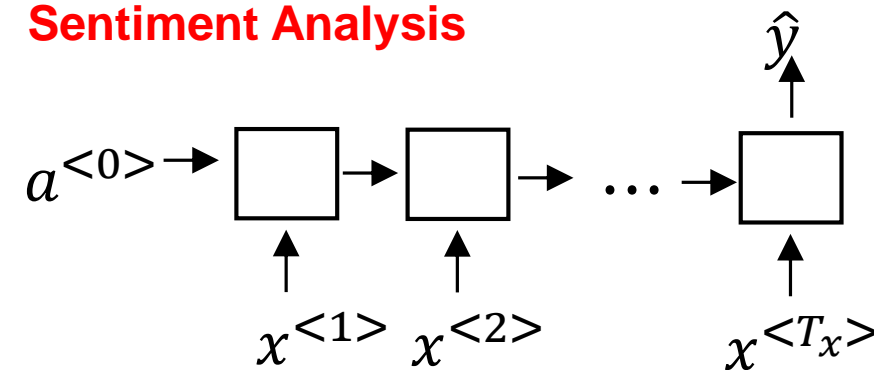 Sentiment Analysis
ŷ
a<0>
...
x<1> x<2> x<Tx>